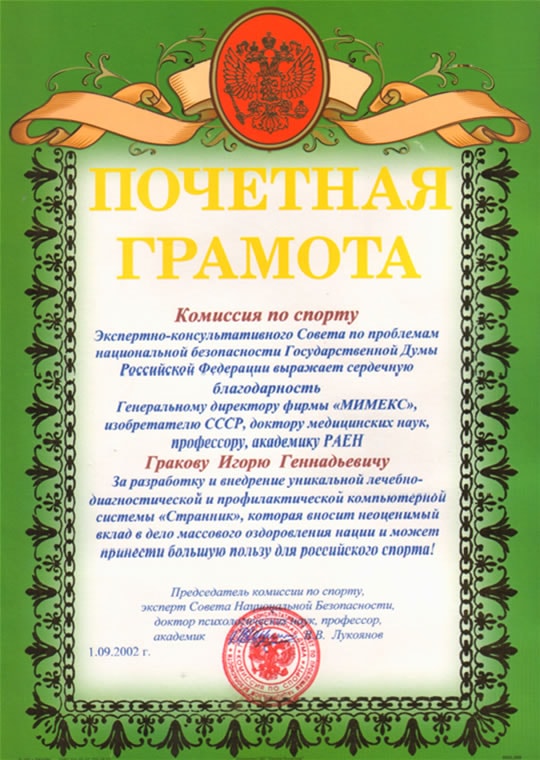 ПОЧЕТНАЯ
ГРАМОТА
Комиссия по спорту
Экспертно-консультативного Совета по проблемам
национальной безопасности Государственной Думы
Российской Федерации выражает сердечную
благодарность
Генеральному директору фирмы «МИМЕКС»,
изобретателю СССР, доктору медицинских наук,
профессору, академику РАЕН
Гракову Игорю Геннадьевичу
За разработку и внедрение уникальной лечебно-
диагностической и профилактической компьютерной
системы «Странник», которая вносит неоценимый
вклад в дело массового оздоровления нации и может
принести большую пользу для российского спорта!
Председатель комиссии по спорту,
эксперт Совета Национальной Безопасности,
доктор психологических наук, профессор,
академик В.В. Лукоянов
1.09.2002 г.
КОМИССИЯ ПО СПОРТУ